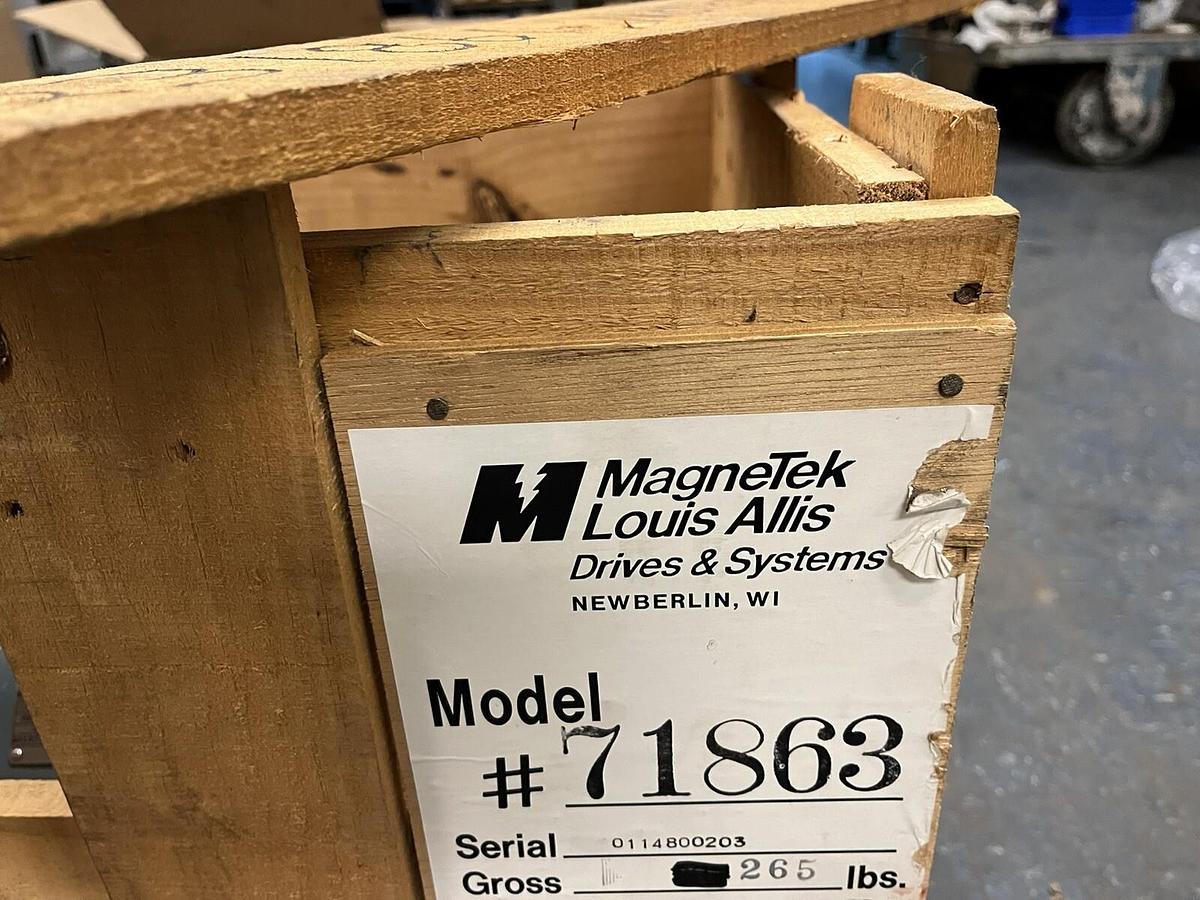 MagneTek
Louis Allis
Drives & Systems
NEWBERLIN, WI
Model
# 71863
Serial 0114800203
Gross 265 lbs.